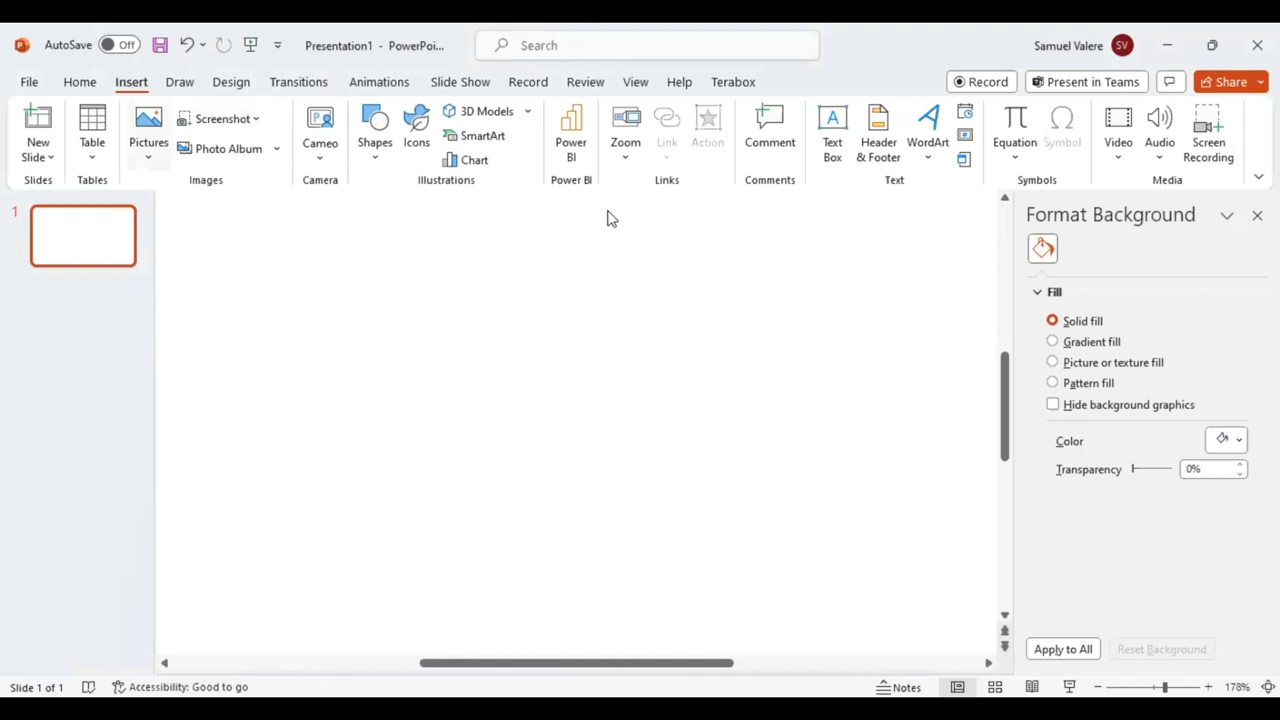 AutoSave Off Presentation1 - PowerPoi... Search Samuel Valere SV
File Home Insert Draw Design Transitions Animations Slide Show Record Review View Help Terabox Record Present in Teams Share
New Slide
Table
Pictures
Screenshot
Photo Album
Cameo
Shapes
Icons
3D Models
SmartArt
Chart
Power BI
Zoom
Link
Action
Comment
Text Box
Header & Footer
WordArt
Equation
Symbol
Video
Audio
Screen Recording
Slides Tables Images Camera Illustrations Power BI Links Comments Text Symbols Media
1
Format Background
Fill
Solid fill
Gradient fill
Picture or texture fill
Pattern fill
Hide background graphics
Color
Transparency 0%
Apply to All Reset Background
Slide 1 of 1 Accessibility: Good to go Notes 178%